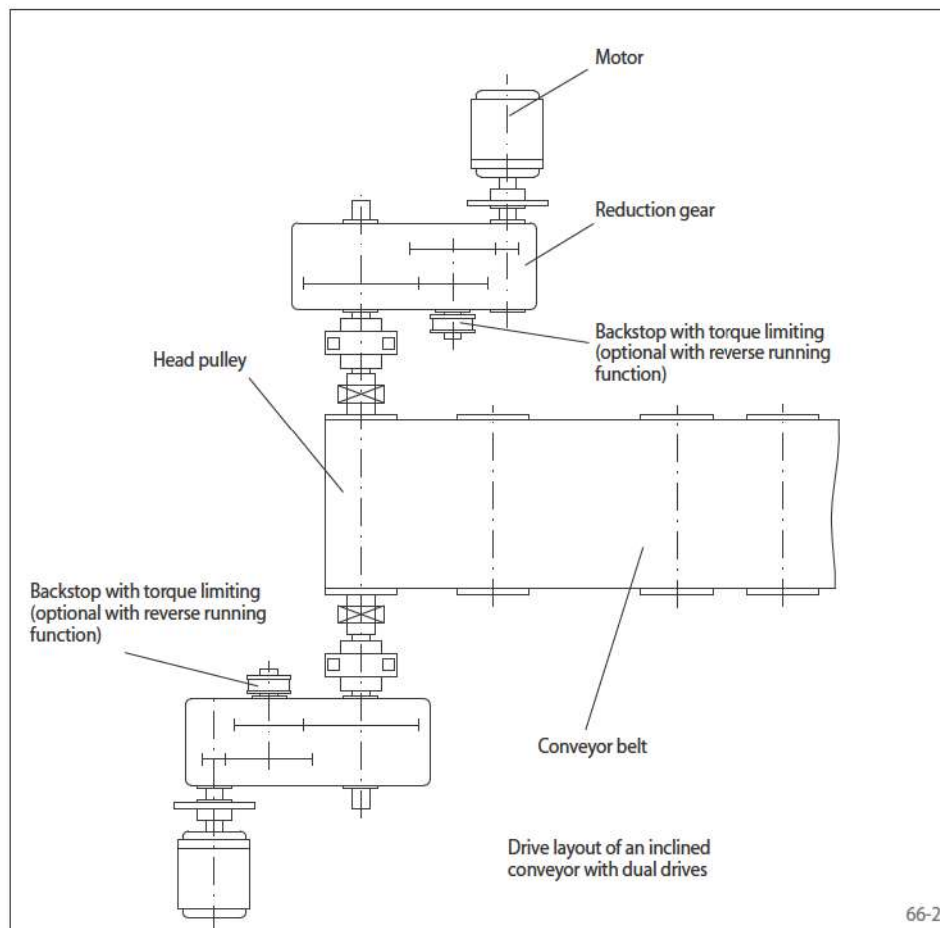 Motor
Reduction gear
Backstop with torque limiting
(optional with reverse running
function)
Head pulley
Backstop with torque limiting
(optional with reverse running
function)
Conveyor belt
Drive layout of an inclined
conveyor with dual drives
66-2